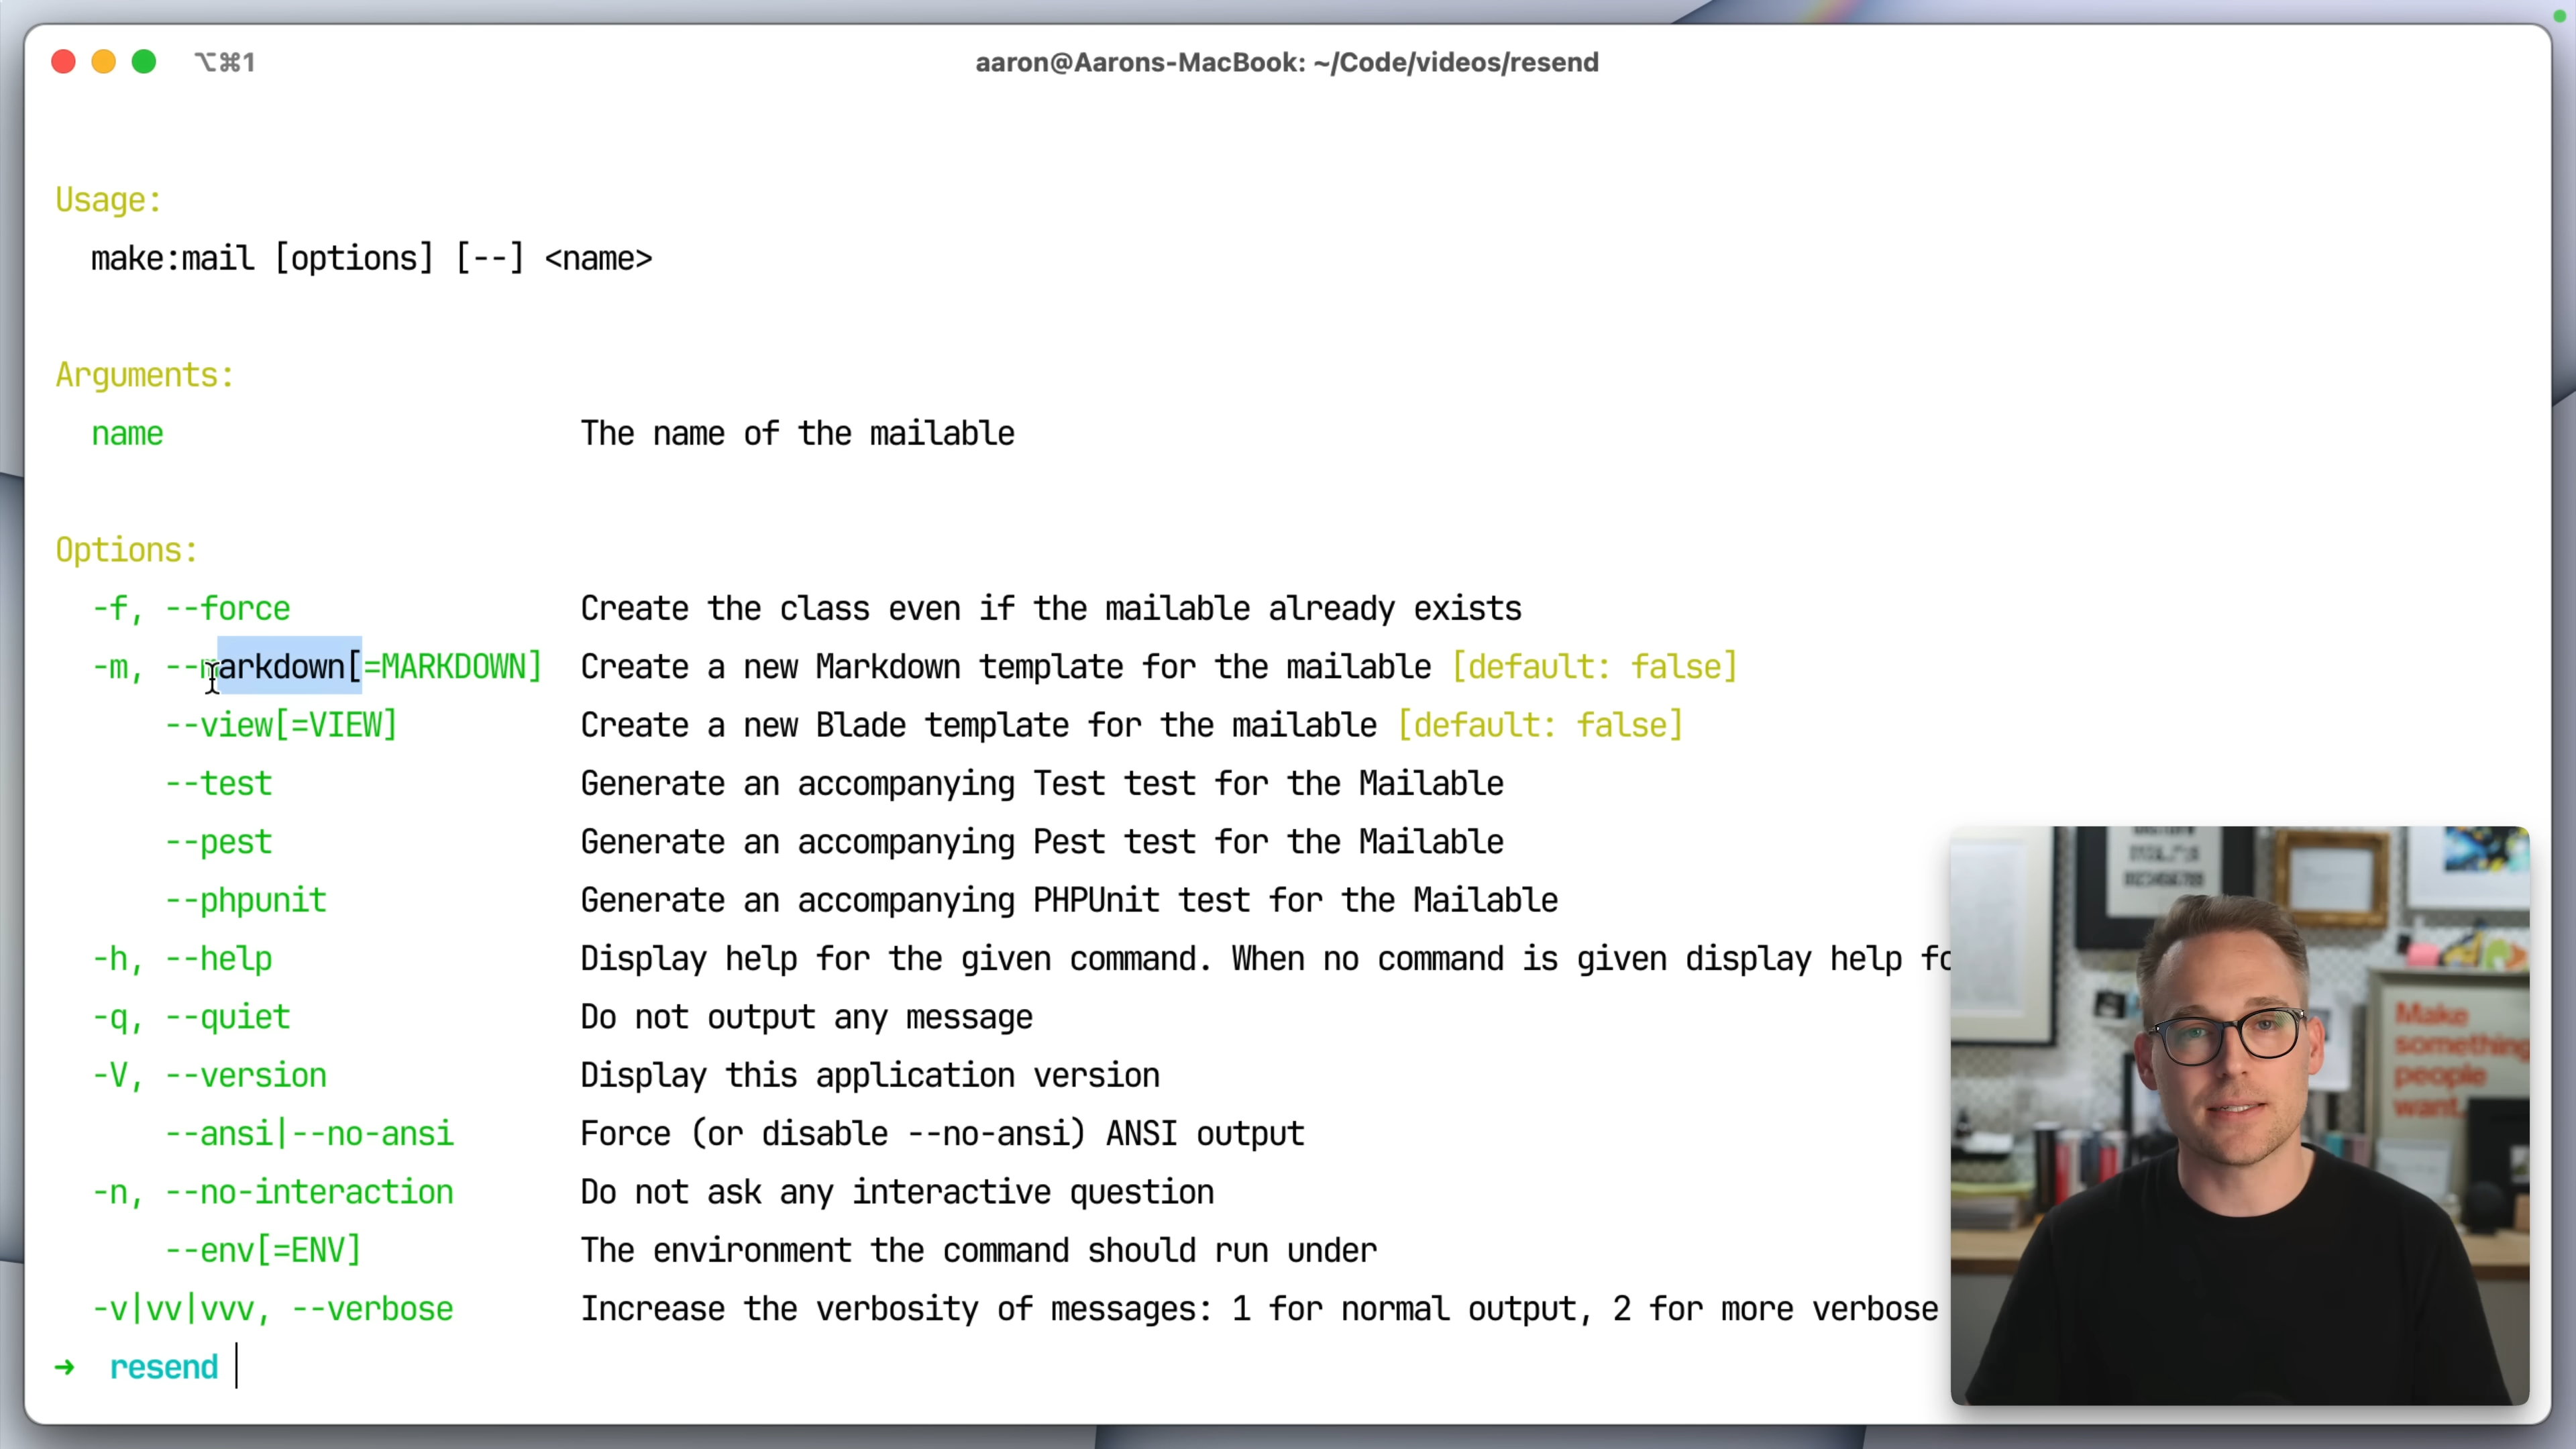 ⌥⌘1
aaron@Aarons-MacBook: ~/Code/videos/resend
Usage:
make:mail [options] [--] <name>
Arguments:
name The name of the mailable
Options:
-f, --force Create the class even if the mailable already exists
-m, --markdown[=MARKDOWN] Create a new Markdown template for the mailable [default: false]
--view[=VIEW] Create a new Blade template for the mailable [default: false]
--test Generate an accompanying Test test for the Mailable
--pest Generate an accompanying Pest test for the Mailable
--phpunit Generate an accompanying PHPUnit test for the Mailable
-h, --help Display help for the given command. When no command is given display help fo
-q, --quiet Do not output any message
-V, --version Display this application version
--ansi|--no-ansi Force (or disable --no-ansi) ANSI output
-n, --no-interaction Do not ask any interactive question
--env[=ENV] The environment the command should run under
-v|vv|vvv, --verbose Increase the verbosity of messages: 1 for normal output, 2 for more verbose
➜ resend
Make
something
people
want.